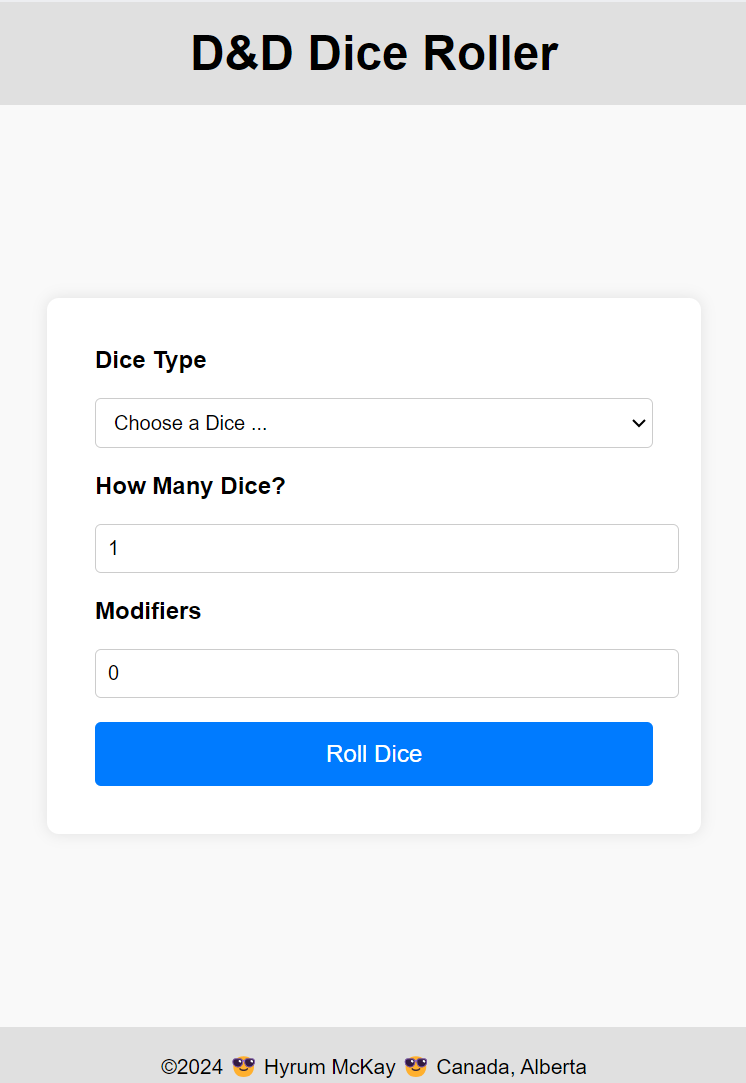 D&D Dice Roller
Dice Type
Choose a Dice ...
How Many Dice?
1
Modifiers
0
Roll Dice
©2024 😎 Hyrum McKay 😎 Canada, Alberta